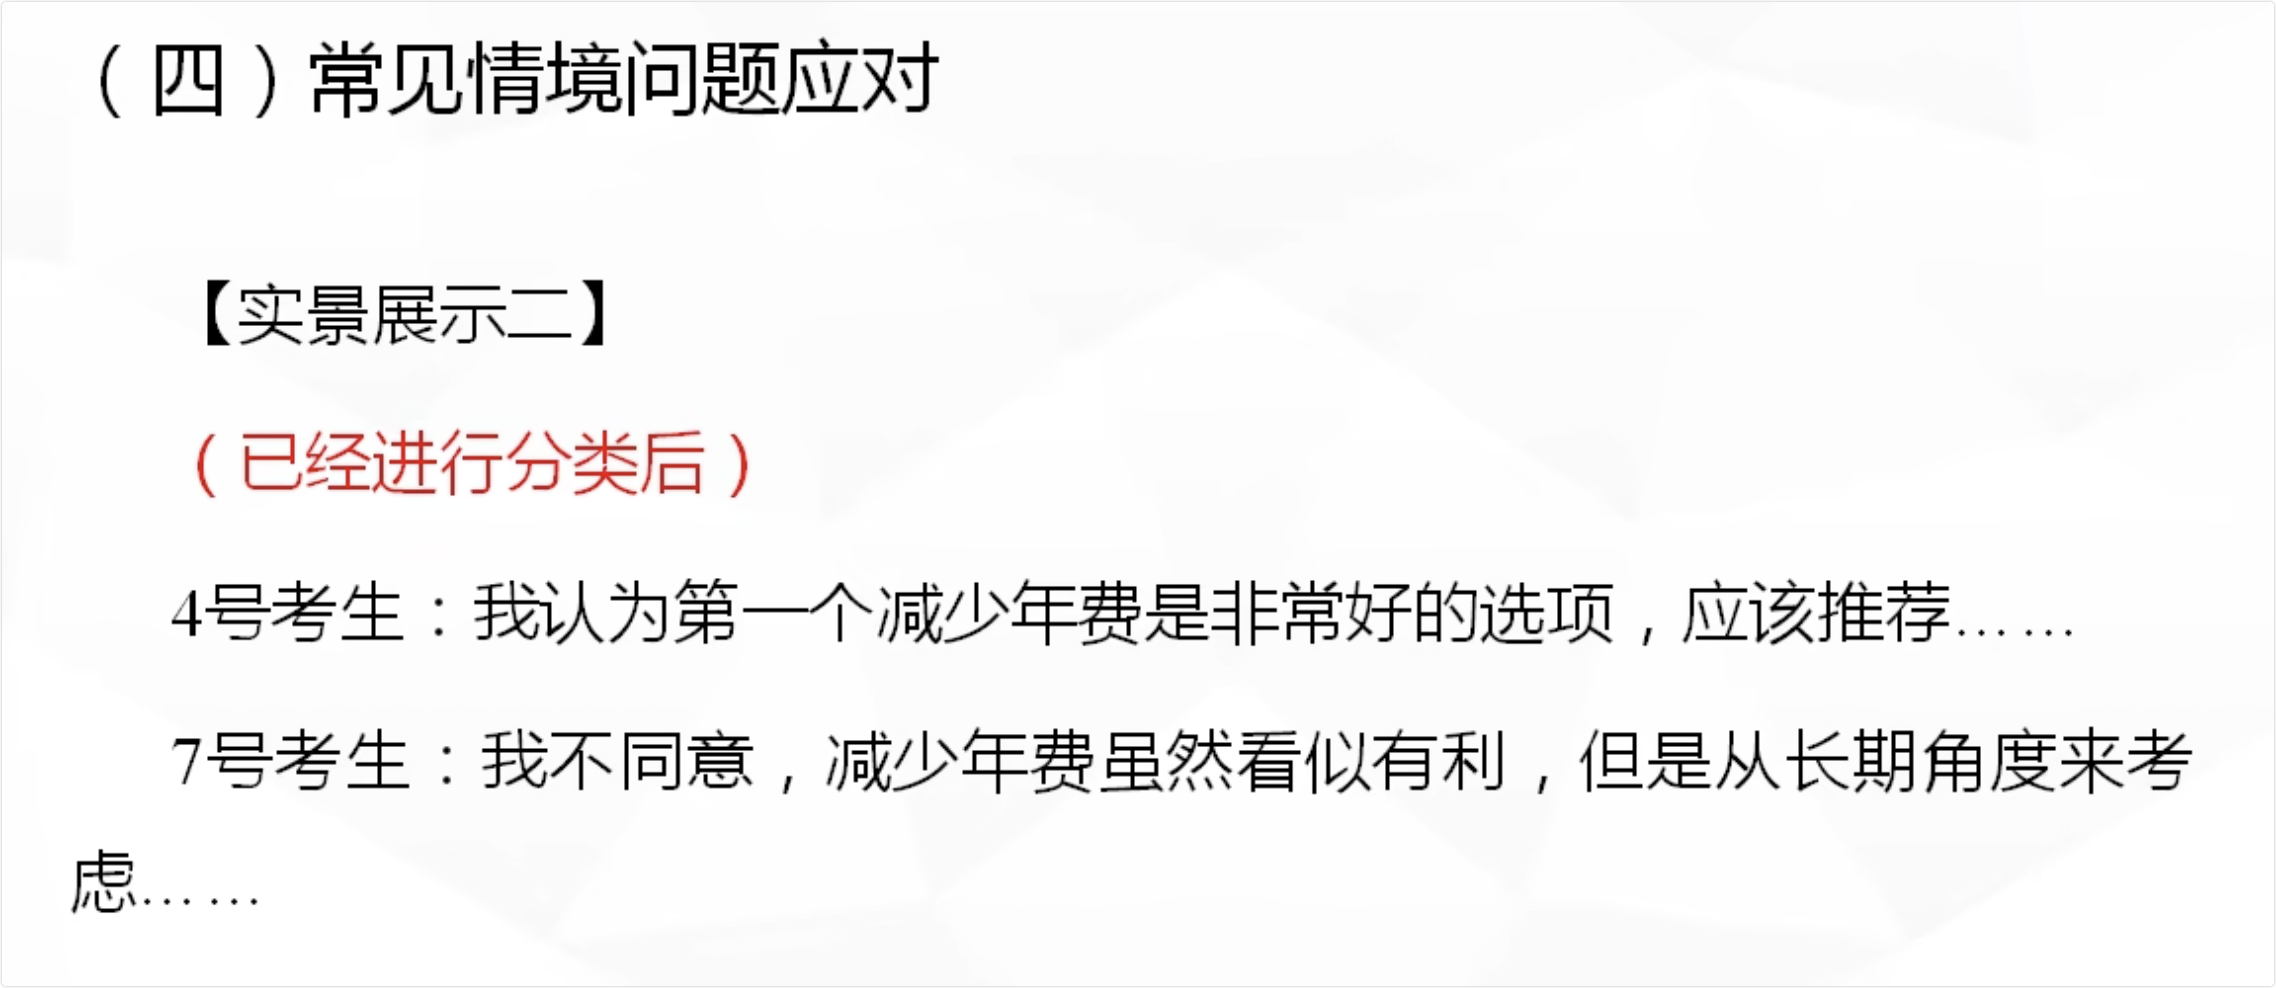 （四）常见情境问题应对
【实景展示二】
（已经进行分类后）
4号考生：我认为第一个减少年费是非常好的选项，应该推荐……
7号考生：我不同意，减少年费虽然看似有利，但是从长期角度来考
虑……